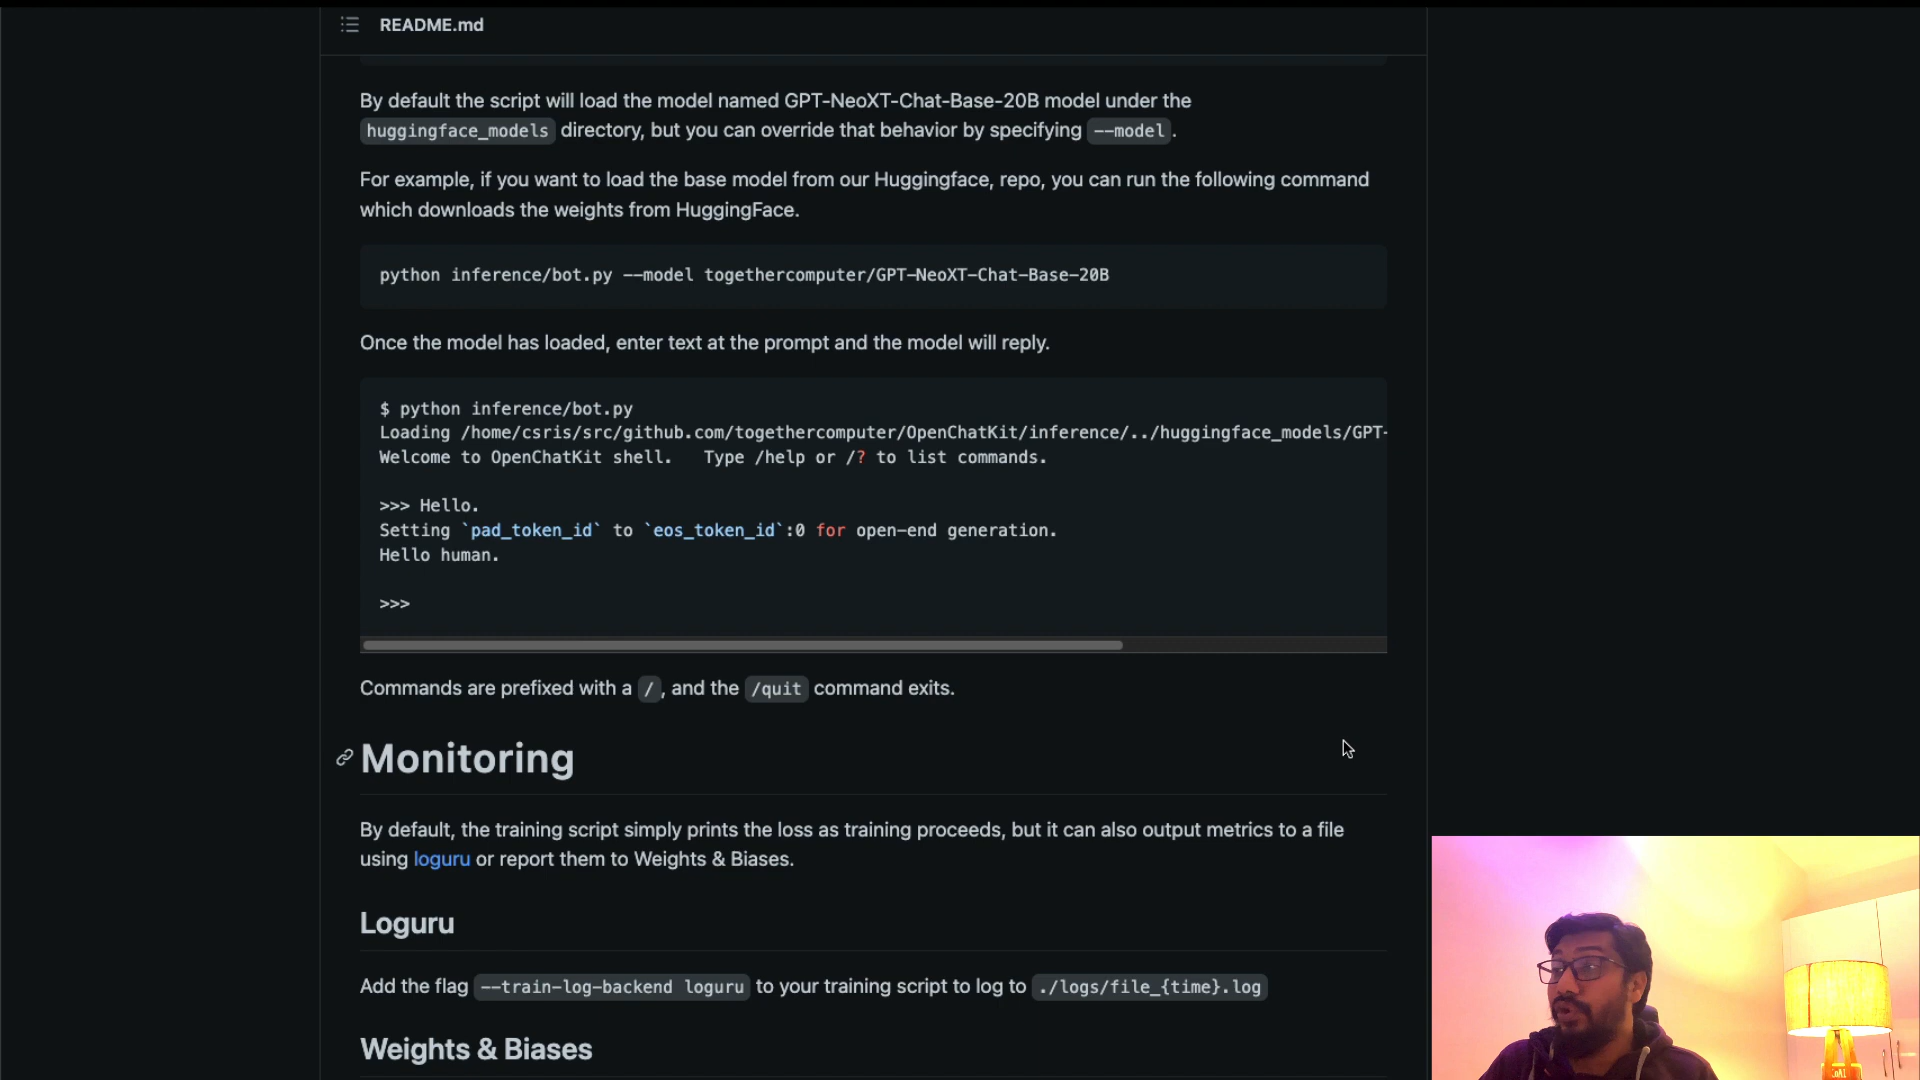 README.md
By default the script will load the model named GPT-NeoXT-Chat-Base-20B model under the
huggingface_models directory, but you can override that behavior by specifying --model.
For example, if you want to load the base model from our Huggingface, repo, you can run the following command
which downloads the weights from HuggingFace.
python inference/bot.py --model togethercomputer/GPT-NeoXT-Chat-Base-20B
Once the model has loaded, enter text at the prompt and the model will reply.
$ python inference/bot.py
Loading /home/csris/src/github.com/togethercomputer/OpenChatKit/inference/../huggingface_models/GPT-
Welcome to OpenChatKit shell.   Type /help or /? to list commands.
>>> Hello.
Setting `pad_token_id` to `eos_token_id`:0 for open-end generation.
Hello human.
>>>
Commands are prefixed with a /, and the /quit command exits.
Monitoring
By default, the training script simply prints the loss as training proceeds, but it can also output metrics to a file
using loguru or report them to Weights & Biases.
Loguru
Add the flag --train-log-backend loguru to your training script to log to ./logs/file_{time}.log
Weights & Biases